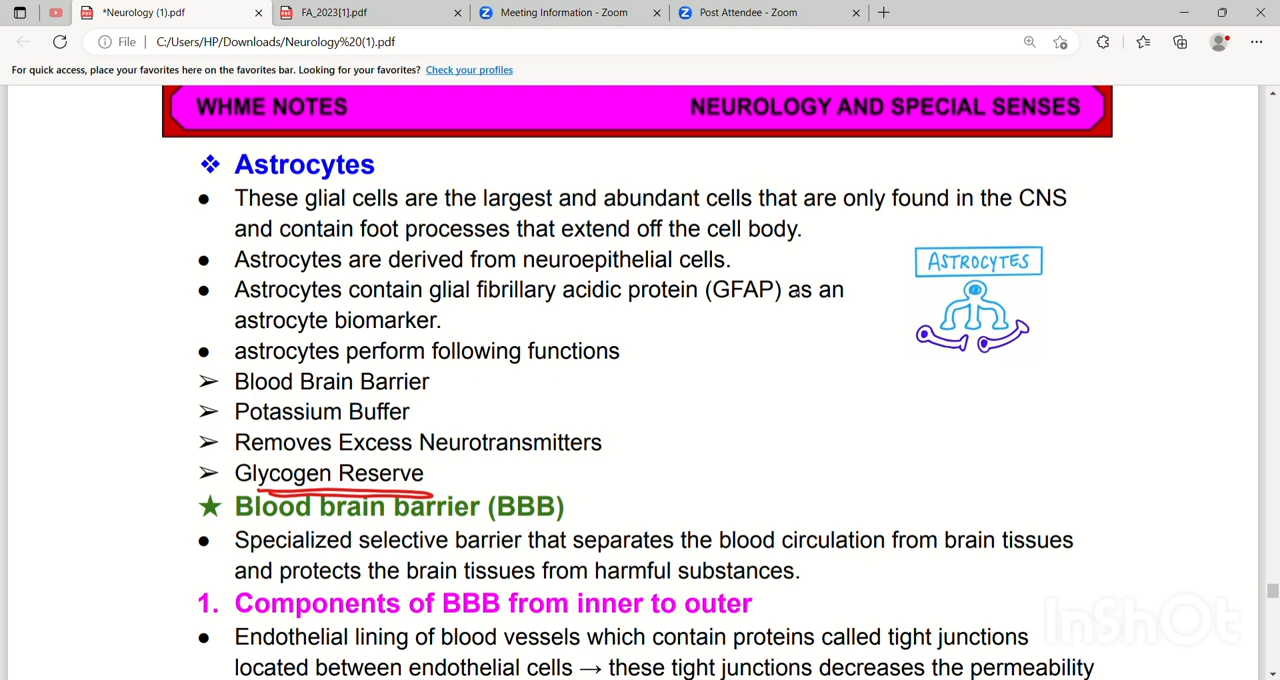 *Neurology (1).pdf
FA_2023[1].pdf
Meeting Information - Zoom
Post Attendee - Zoom
File
C:/Users/HP/Downloads/Neurology%20(1).pdf
For quick access, place your favorites here on the favorites bar. Looking for your favorites? Check your profiles
WHME NOTES NEUROLOGY AND SPECIAL SENSES
❖ Astrocytes
● These glial cells are the largest and abundant cells that are only found in the CNS
and contain foot processes that extend off the cell body.
● Astrocytes are derived from neuroepithelial cells.
ASTROCYTES
● Astrocytes contain glial fibrillary acidic protein (GFAP) as an
astrocyte biomarker.
● astrocytes perform following functions
➢ Blood Brain Barrier
➢ Potassium Buffer
➢ Removes Excess Neurotransmitters
➢ Glycogen Reserve
★ Blood brain barrier (BBB)
● Specialized selective barrier that separates the blood circulation from brain tissues
and protects the brain tissues from harmful substances.
1. Components of BBB from inner to outer
● Endothelial lining of blood vessels which contain proteins called tight junctions
located between endothelial cells → these tight junctions decreases the permeability
InShOt